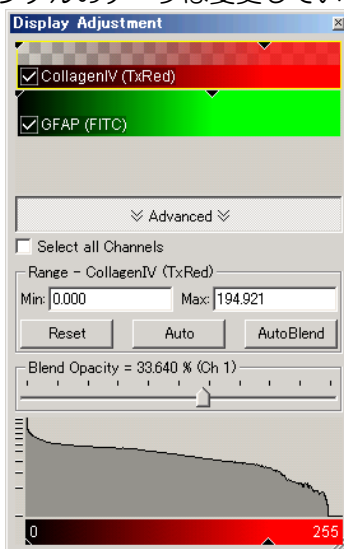 Display Adjustment
CollagenIV (TxRed)
GFAP (FITC)
Advanced
Select all Channels
Range - CollagenIV (TxRed)
Min: 0.000 Max: 194.921
Reset Auto AutoBlend
Blend Opacity = 33.640 % (Ch 1)
0 255